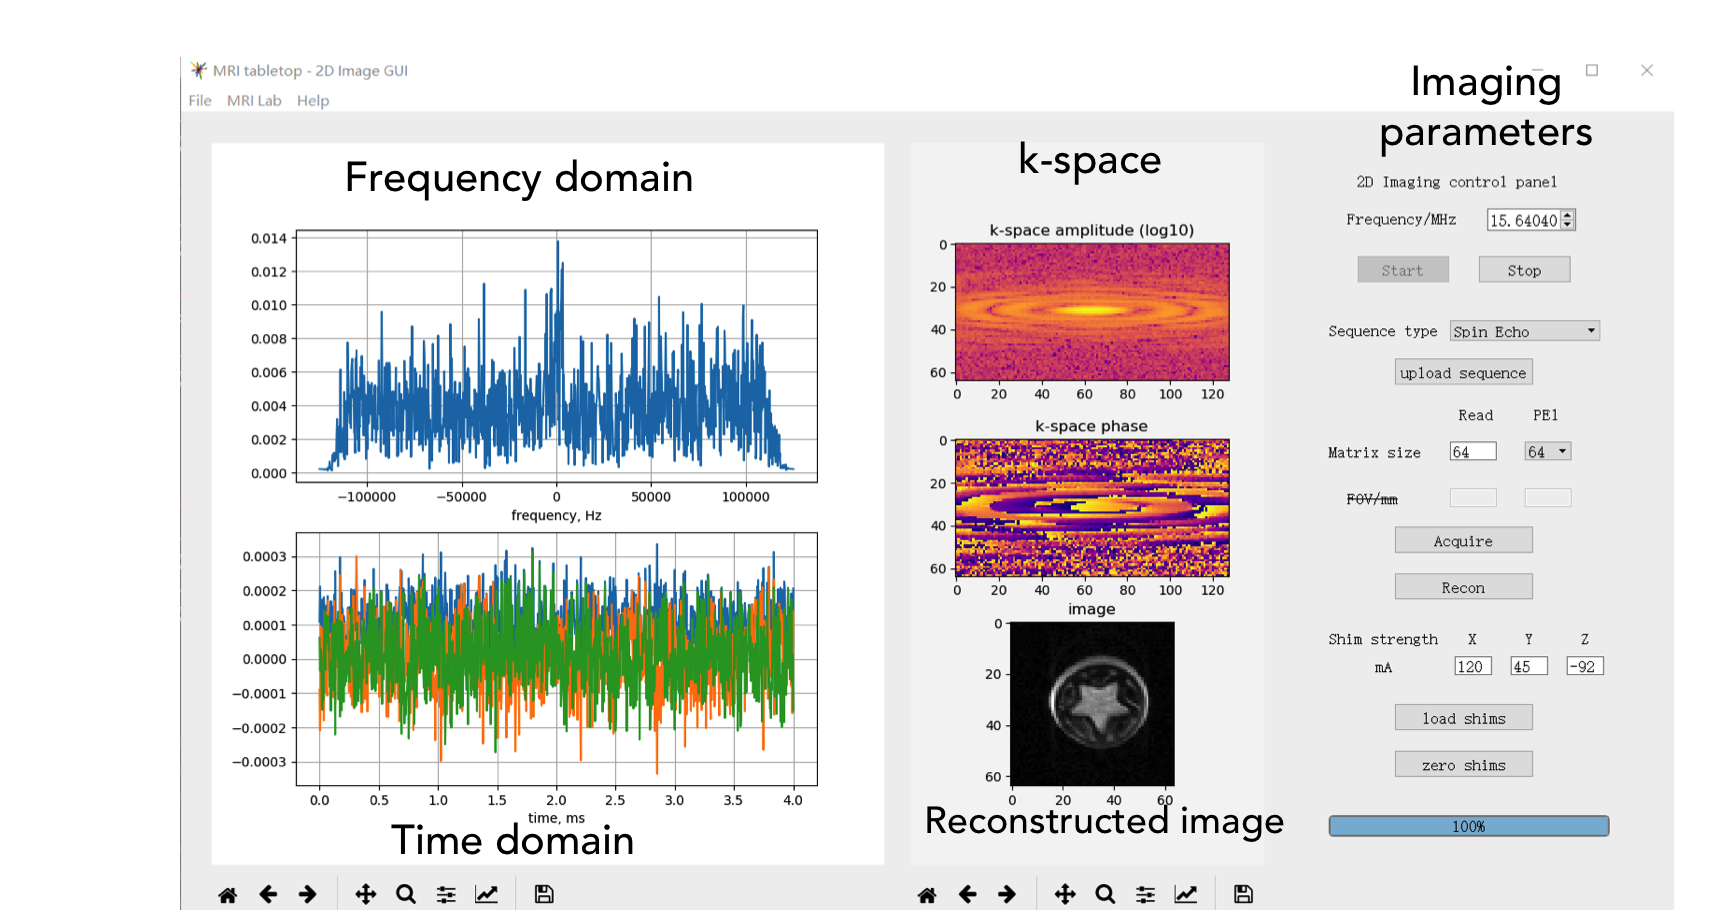 MRI tabletop - 2D Image GUI
File MRI Lab Help
Imaging
parameters
Frequency domain
0.014
0.012
0.010
0.008
0.006
0.004
0.002
0.000
−100000 −50000 0 50000 100000
frequency, Hz
0.0003
0.0002
0.0001
0.0000
−0.0001
−0.0002
−0.0003
0.0 0.5 1.0 1.5 2.0 2.5 3.0 3.5 4.0
time, ms
Time domain
k-space
k-space amplitude (log10)
0
20
40
60
0 20 40 60 80 100 120
k-space phase
0
20
40
60
0 20 40 60 80 100 120
image
0
20
40
60
0 20 40 60
Reconstructed image
2D Imaging control panel
Frequency/MHz 15.64040
Start Stop
Sequence type Spin Echo
upload sequence
Read PE1
Matrix size 64 64
FOV/mm
Acquire
Recon
Shim strength X Y Z
mA 120 45 -92
load shims
zero shims
100%